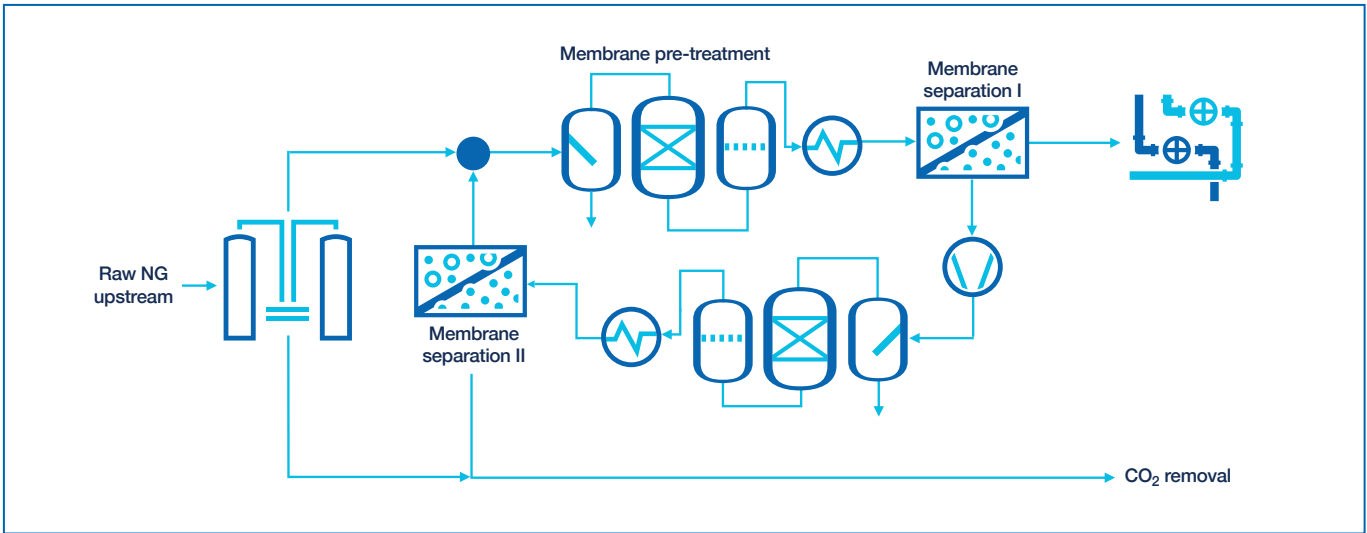 Membrane pre-treatment
Membrane
separation I
Raw NG
upstream
Membrane
separation II
CO₂ removal